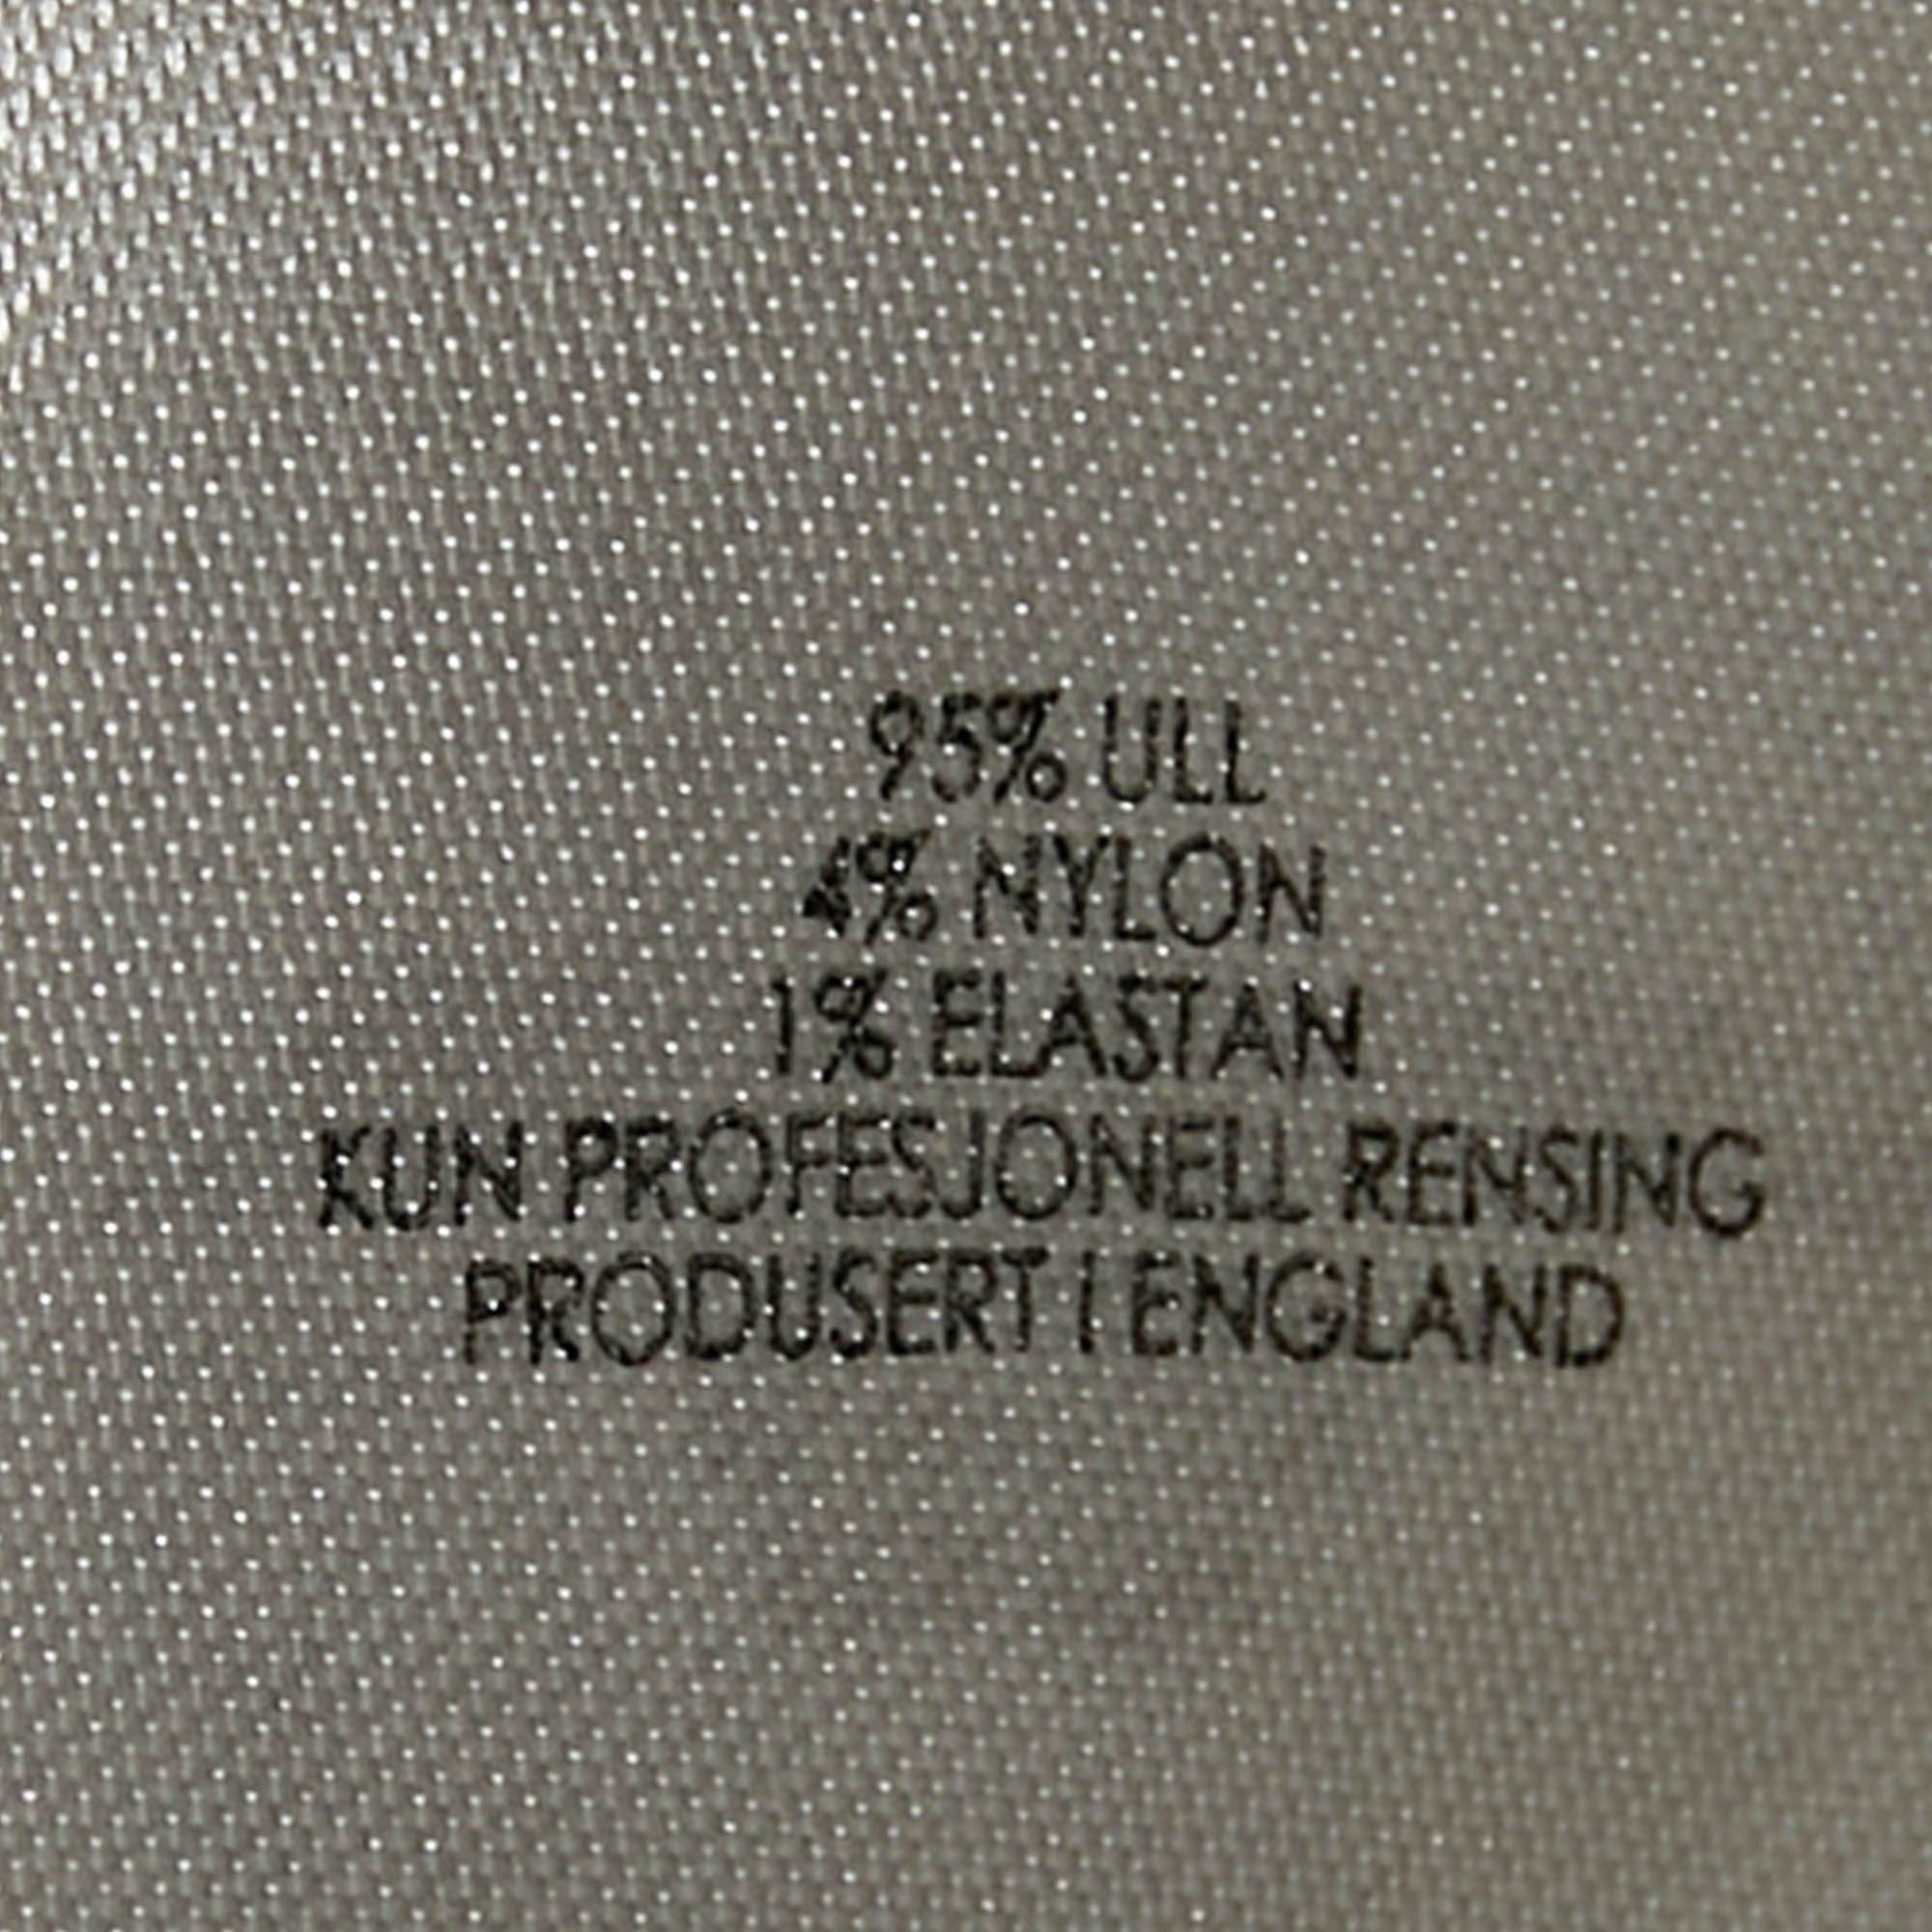 95% ULL
4% NYLON
1% ELASTAN
KUN PROFESJONELL RENSING
PRODUSERT I ENGLAND